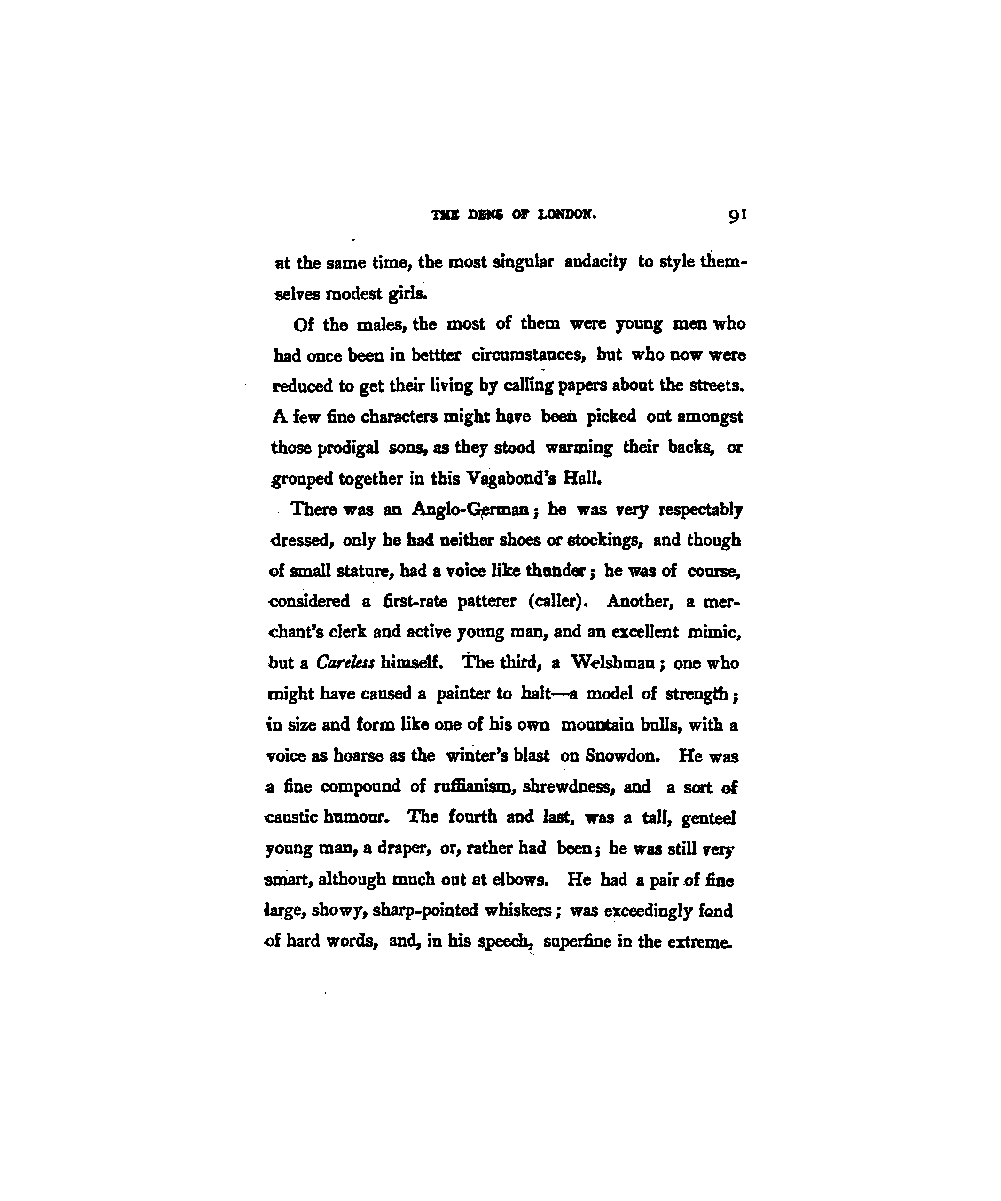 THE DENS OF LONDON. 91
at the same time, the most singular audacity to style them-
selves modest girls.
Of the males, the most of them were young men who
had once been in bettter circumstances, but who now were
reduced to get their living by calling papers about the streets.
A few fine characters might have been picked out amongst
those prodigal sons, as they stood warming their backs, or
grouped together in this Vagabond's Hall.
There was an Anglo-German; he was very respectably
dressed, only he had neither shoes or stockings, and though
of small stature, had a voice like thunder; he was of course,
considered a first-rate patterer (caller). Another, a mer-
chant's clerk and active young man, and an excellent mimic,
but a Careless himself. The third, a Welshman; one who
might have caused a painter to halt—a model of strength;
in size and form like one of his own mountain bulls, with a
voice as hoarse as the winter's blast on Snowdon. He was
a fine compound of ruffianism, shrewdness, and a sort of
caustic humour. The fourth and last, was a tall, genteel
young man, a draper, or, rather had been; he was still very
smart, although much out at elbows. He had a pair of fine
large, showy, sharp-pointed whiskers; was exceedingly fond
of hard words, and, in his speech, superfine in the extreme.